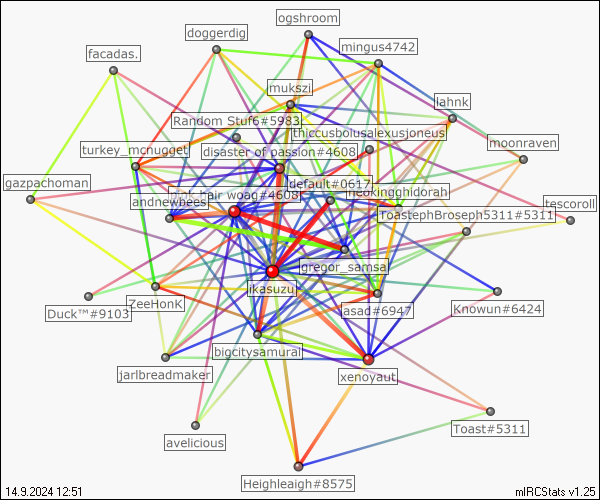 ogshroom
doggerdig
mingus4742
facadas.
mukszi
lahnk
Random Stuf6#5983
thiccusbolusalexusjoneus
turkey_mcnugget
disaster of passion#4608
moonraven
gazpachoman
default#0617
meokingghidorah
andnewbees
pink hair woag#4608
ToastephBroseph5311#5311
tescoroll
gregor_samsa
ikasuzu
Duck™#9103
ZeeHonK
asad#6947
Knowun#6424
bigcitysamurai
jarlbreadmaker
xenoyaut
Toast#5311
avelicious
Heighleaigh#8575
14.9.2024 12:51
mIRCStats v1.25